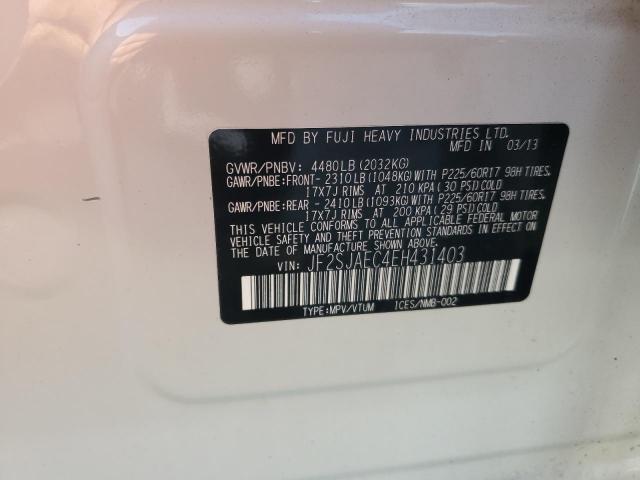 MFD BY FUJI HEAVY INDUSTRIES LTD.
MFD IN 03/13
GVWR/PNBV: 4480LB (2032KG)
GAWR/PNBE:FRONT- 2310LB (1048KG)WITH P225/60R17 98H TIRES,
17X7J RIMS AT 210 KPA (30 PSI)COLD
GAWR/PNBE:REAR - 2410LB (1093KG)WITH P225/60R17 98H TIRES,
17X7J RIMS AT 200 KPA (29 PSI)COLD
THIS VEHICLE CONFORMS TO ALL APPLICABLE FEDERAL MOTOR
VEHICLE SAFETY AND THEFT PREVENTION STANDARDS IN EFFECT ON
THE DATE OF MANUFACTURE SHOWN ABOVE.
VIN: JF2SJAEC4EH431403
TYPE:MPV/VTUM ICES/NMB-002